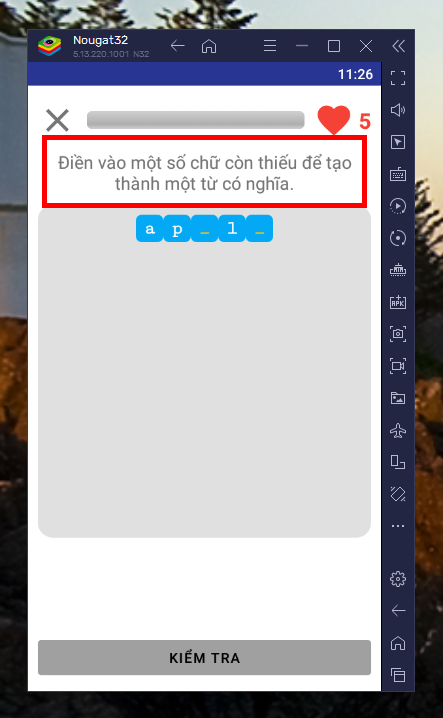 Nougat32
5.13.220.1001 N32
11:26
5
Điền vào một số chữ còn thiếu để tạo
thành một từ có nghĩa.
a p _ l _
KIỂM TRA